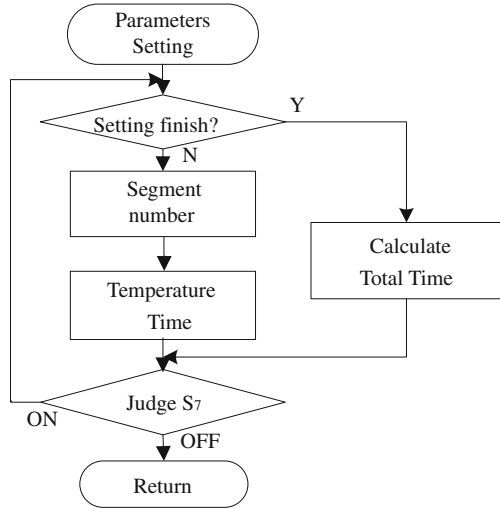 Parameters
Setting
Setting finish?
Y
N
Segment
number
Calculate
Total Time
Temperature
Time
Judge S7
ON
OFF
Return